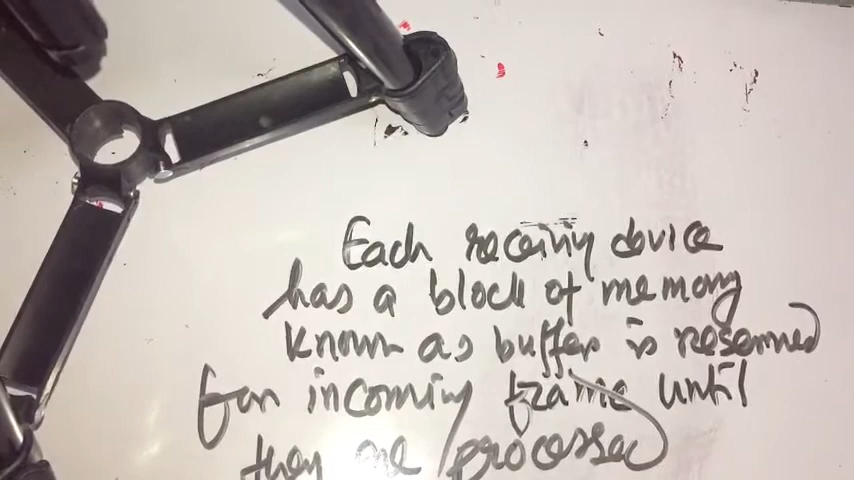 Each receiving device
has a block of memory
known as buffer is reserved
for incoming frame until
they are processed